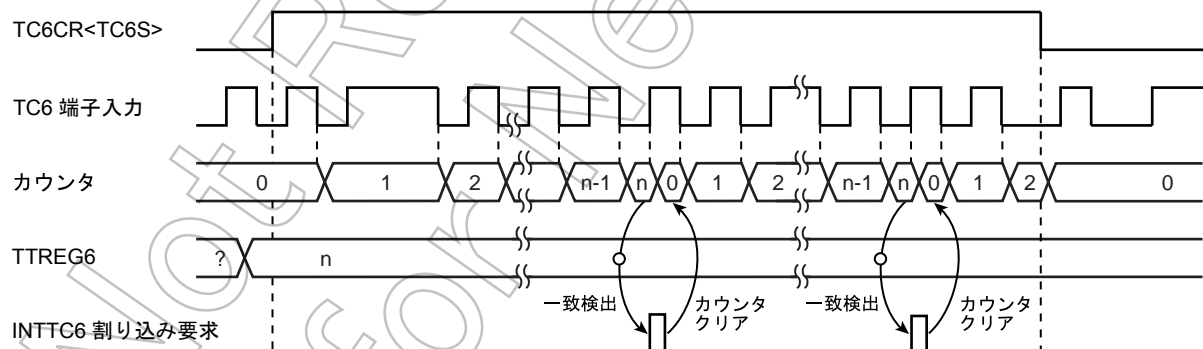 TC6CR<TC6S>
TC6 端子入力
カウンタ 0 1 2 n-1 n 0 1 2 n-1 n 0 1 2 0
TTREG6 ? n
一致検出 カウンタ 一致検出 カウンタ
クリア クリア
INTTC6 割り込み要求